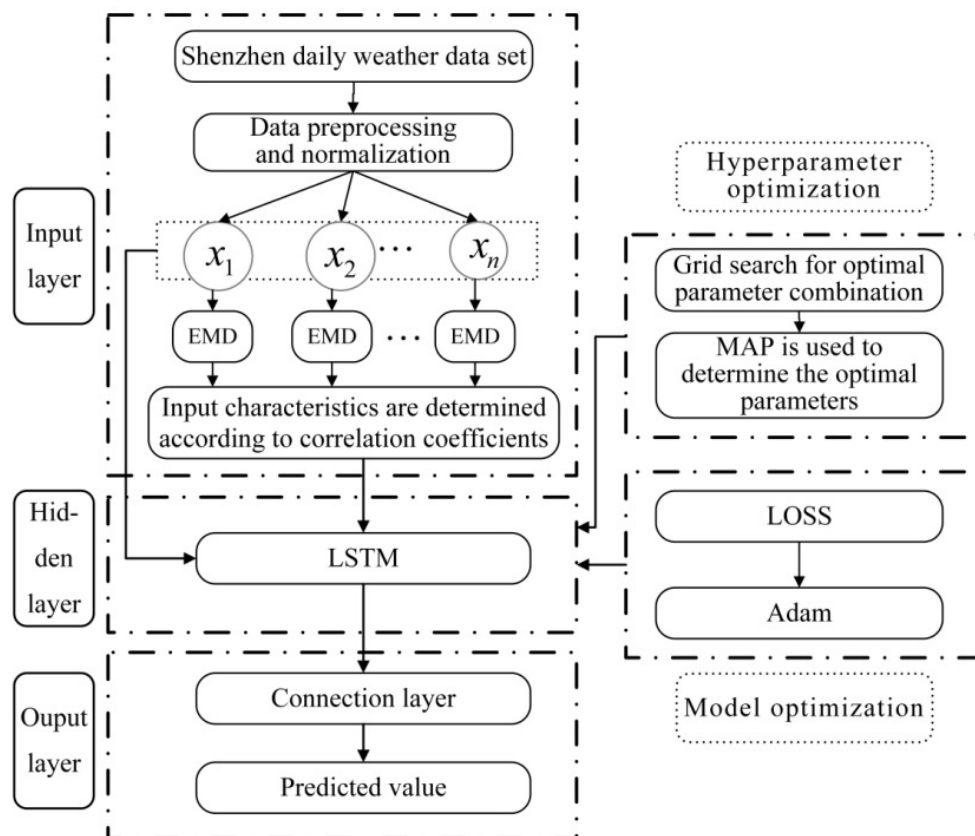 Shenzhen daily weather data set
Data preprocessing
and normalization
Input
layer
x1
x2
...
xn
EMD
EMD
...
EMD
Input characteristics are determined
according to correlation coefficients
Hid-
den
layer
LSTM
Ouput
layer
Connection layer
Predicted value
Hyperparameter
optimization
Grid search for optimal
parameter combination
MAP is used to
determine the optimal
parameters
LOSS
Adam
Model optimization